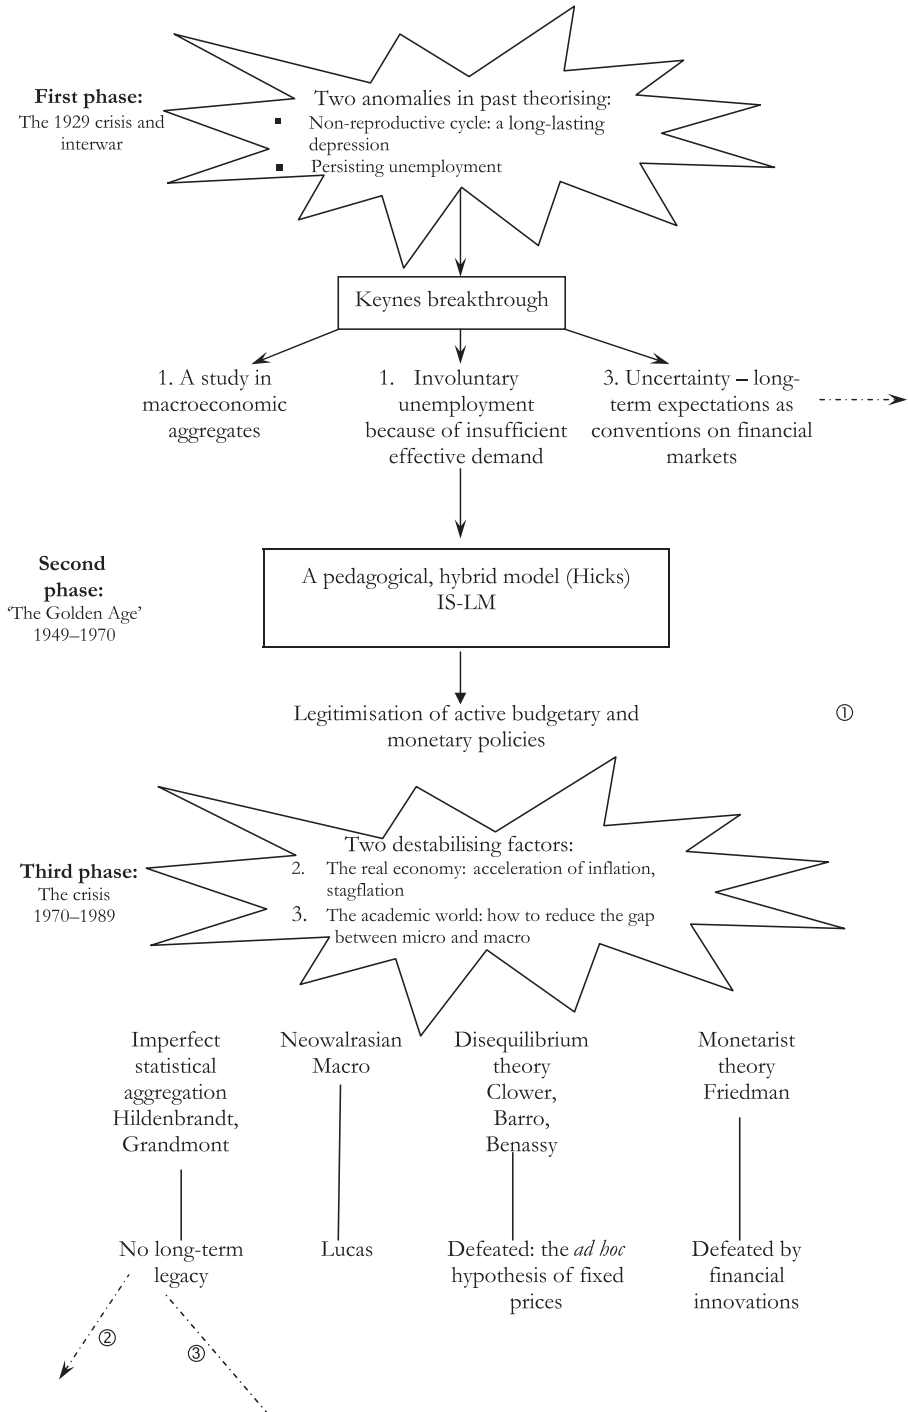 First phase:
The 1929 crisis and
interwar
Two anomalies in past theorising:
▪ Non-reproductive cycle: a long-lasting
depression
▪ Persisting unemployment
Keynes breakthrough
1. A study in
macroeconomic
aggregates
1. Involuntary
unemployment
because of insufficient
effective demand
3. Uncertainty – long-
term expectations as
conventions on financial
markets
Second
phase:
‘The Golden Age’
1949–1970
A pedagogical, hybrid model (Hicks)
IS-LM
Legitimisation of active budgetary and
monetary policies
①
Third phase:
The crisis
1970–1989
Two destabilising factors:
2. The real economy: acceleration of inflation,
stagflation
3. The academic world: how to reduce the gap
between micro and macro
Imperfect
statistical
aggregation
Hildenbrandt,
Grandmont
Neowalrasian
Macro
Disequilibrium
theory
Clower,
Barro,
Benassy
Monetarist
theory
Friedman
No long-term
legacy
Lucas
Defeated: the ad hoc
hypothesis of fixed
prices
Defeated by
financial
innovations
②
③